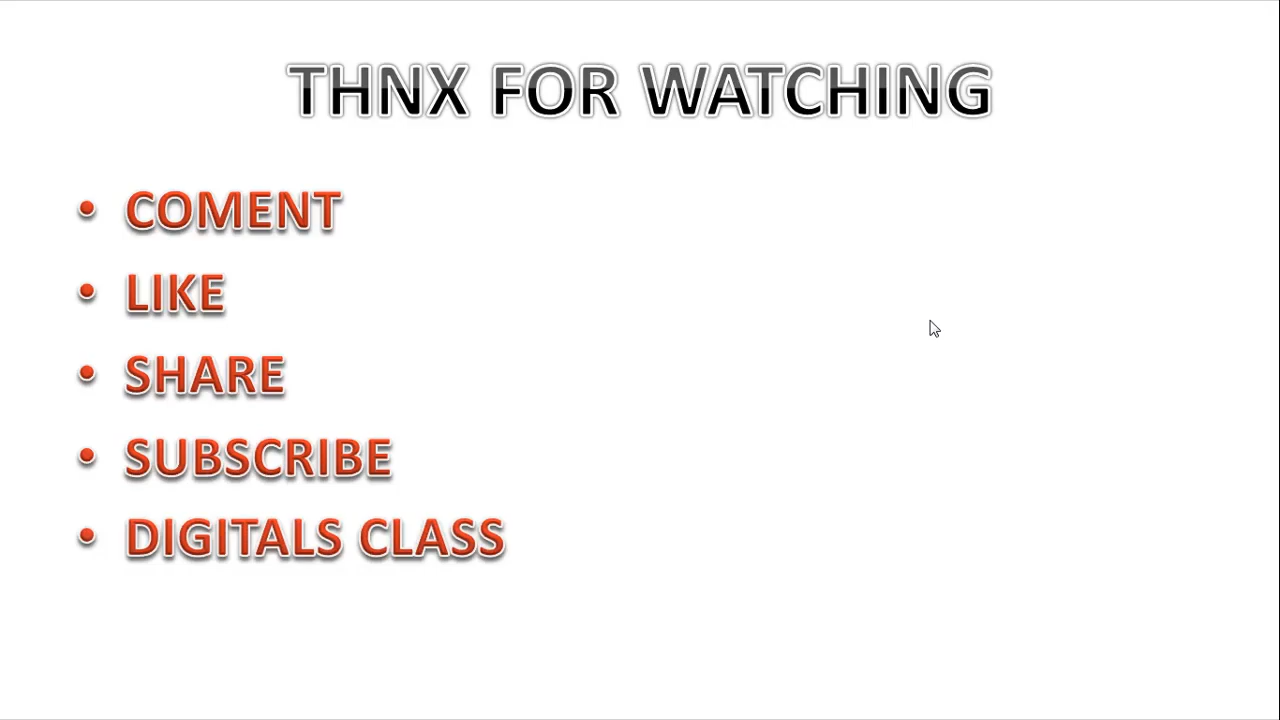 THNX FOR WATCHING
• COMENT
• LIKE
• SHARE
• SUBSCRIBE
• DIGITALS CLASS